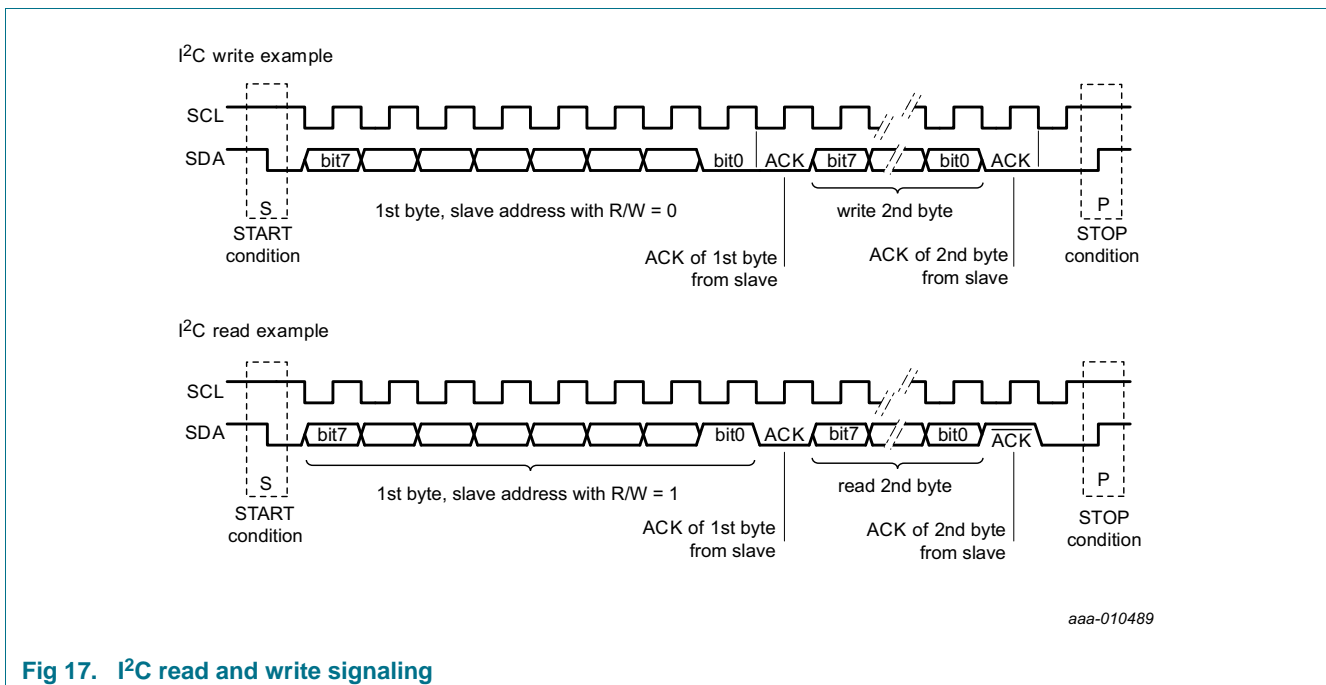 I²C write example
SCL
SDA
bit7
bit0
ACK
bit7
bit0
ACK
S
1st byte, slave address with R/W = 0
write 2nd byte
P
START
condition
ACK of 1st byte
from slave
ACK of 2nd byte
from slave
STOP
condition
I²C read example
SCL
SDA
bit7
bit0
ACK
bit7
bit0
A̅C̅K̅
S
1st byte, slave address with R/W = 1
read 2nd byte
P
START
condition
ACK of 1st byte
from slave
ACK of 2nd byte
from slave
STOP
condition
aaa-010489
Fig 17. I²C read and write signaling